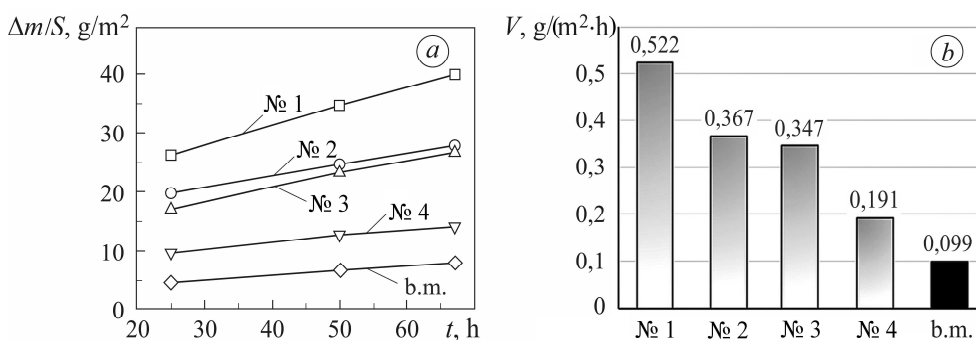 Δm/S, g/m²
a
40
30
20
10
0
20 30 40 50 60 t, h
№ 1
№ 2
№ 3
№ 4
b.m.
V, g/(m²·h)
b
0,5
0,4
0,3
0,2
0,1
0
0,522
0,367
0,347
0,191
0,099
№ 1 № 2 № 3 № 4 b.m.